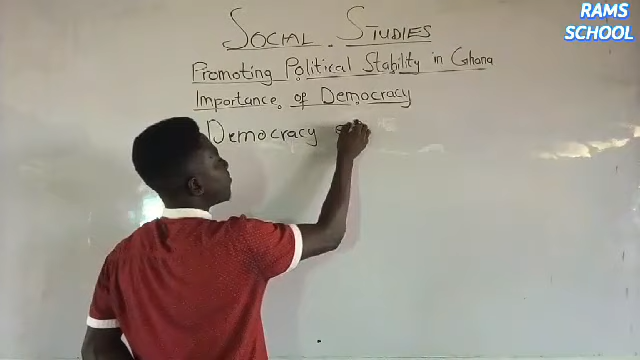 RAMS
SCHOOL
SOCIAL STUDIES
Promoting Political Stability in Ghana
Importance of Democracy
Democracy